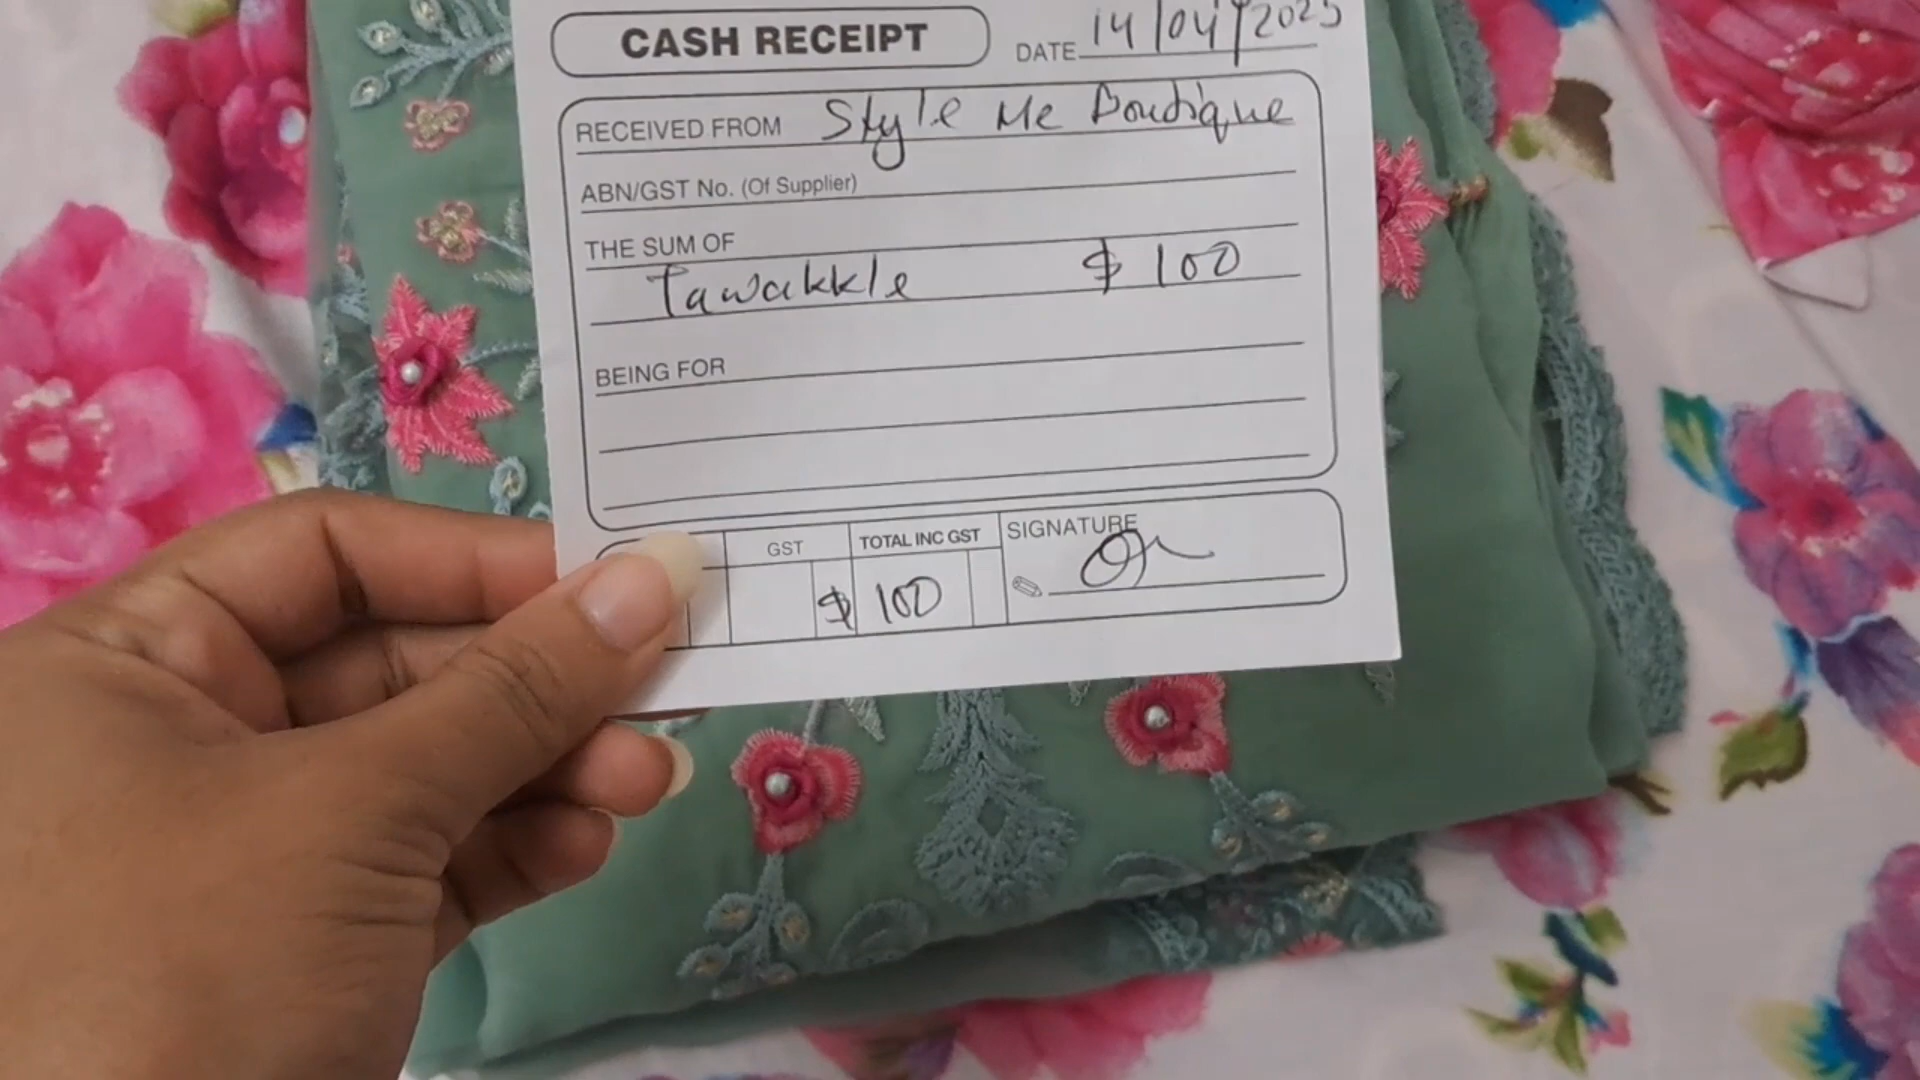 CASH RECEIPT
DATE 14/04/2025
RECEIVED FROM Style Me Boutique
ABN/GST No. (Of Supplier)
THE SUM OF
Tawakkle $ 100
BEING FOR
GST TOTAL INC GST SIGNATURE
$ 100